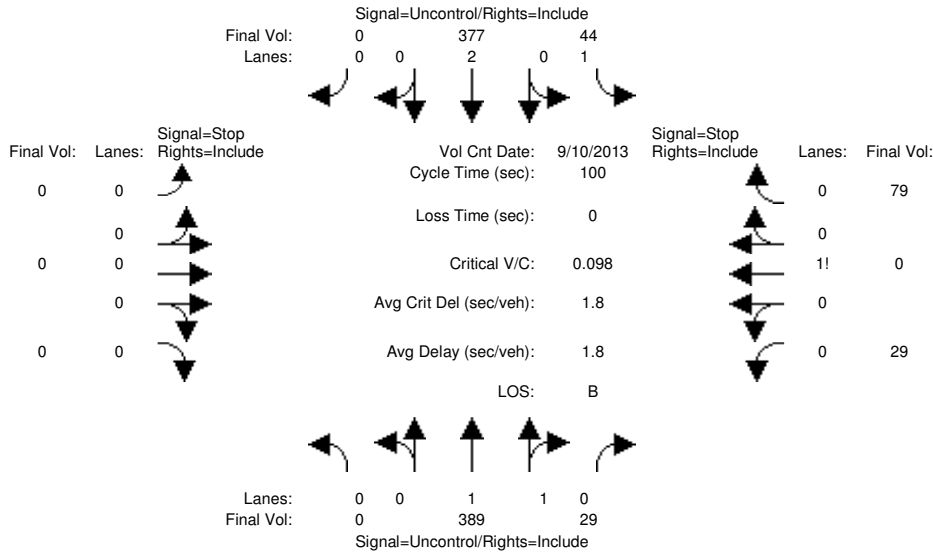 Signal=Uncontrol/Rights=Include
Final Vol: 0 377 44
Lanes: 0 0 2 0 1
Signal=Stop
Final Vol: Lanes: Rights=Include
Vol Cnt Date: 9/10/2013
Signal=Stop
Rights=Include Lanes: Final Vol:
Cycle Time (sec): 100
0 0
0 79
Loss Time (sec): 0
0
0
0 0
Critical V/C: 0.098
1! 0
0
Avg Crit Del (sec/veh): 1.8
0
0 0
Avg Delay (sec/veh): 1.8
0 29
LOS: B
Lanes: 0 0 1 1 0
Final Vol: 0 389 29
Signal=Uncontrol/Rights=Include